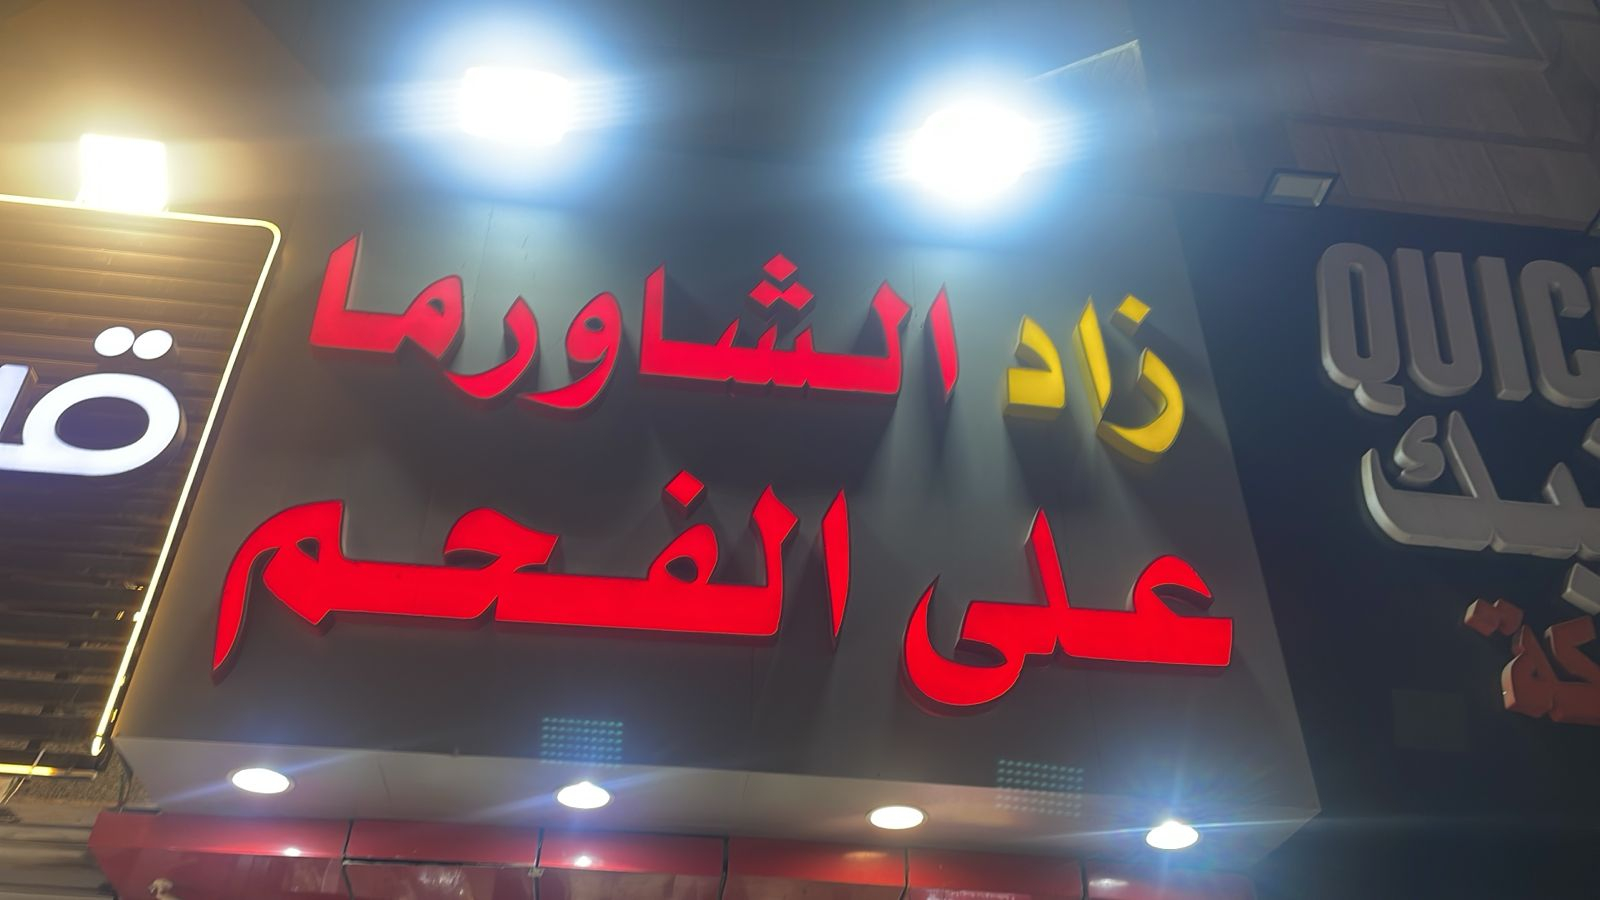 زاد الشاورما
على الفحم
QUIC